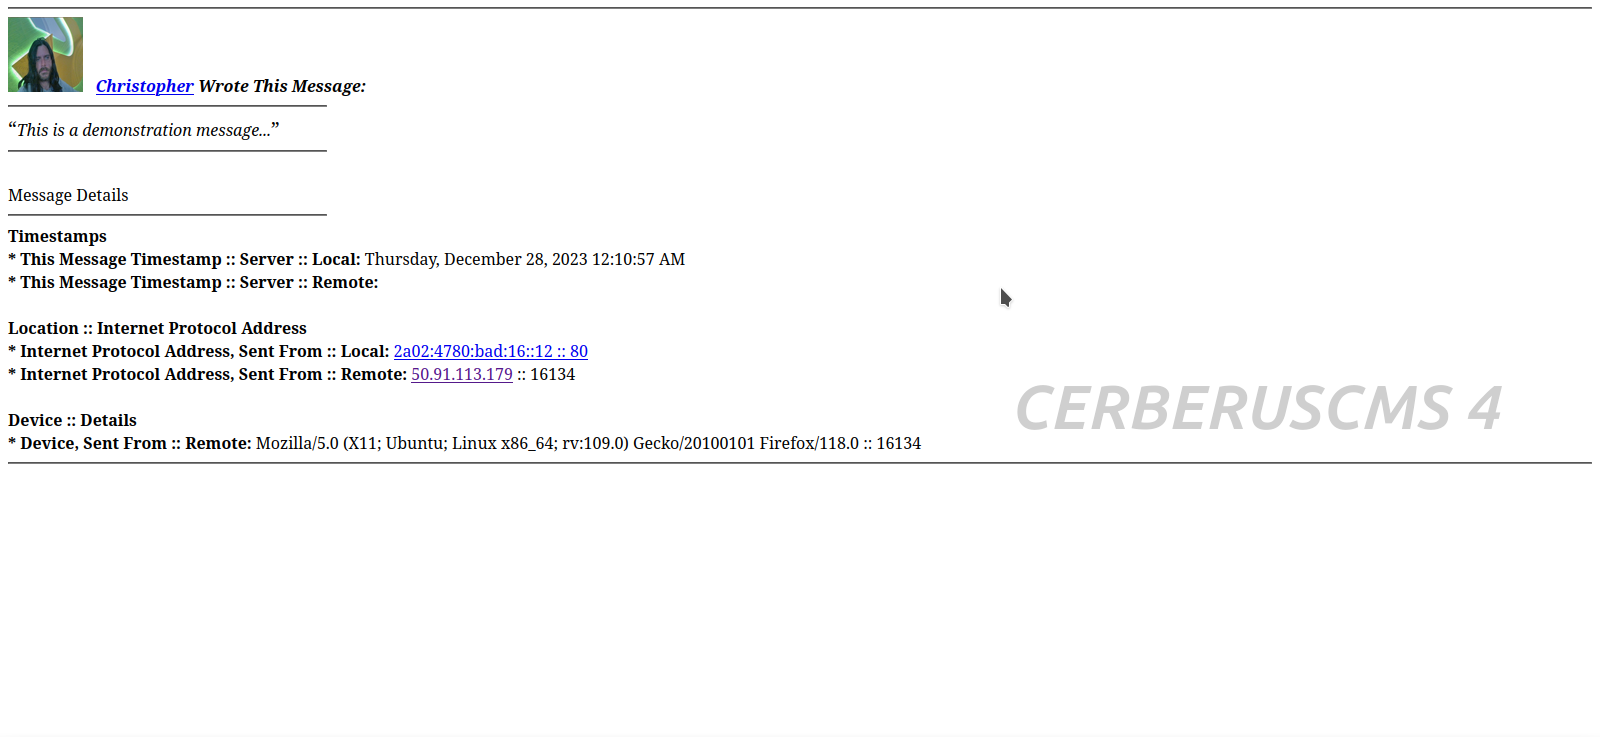 Christopher Wrote This Message:
“This is a demonstration message...”
Message Details
Timestamps
* This Message Timestamp :: Server :: Local: Thursday, December 28, 2023 12:10:57 AM
* This Message Timestamp :: Server :: Remote:
Location :: Internet Protocol Address
* Internet Protocol Address, Sent From :: Local: 2a02:4780:bad:16::12 :: 80
* Internet Protocol Address, Sent From :: Remote: 50.91.113.179 :: 16134
CERBERUSCMS 4
Device :: Details
* Device, Sent From :: Remote: Mozilla/5.0 (X11; Ubuntu; Linux x86_64; rv:109.0) Gecko/20100101 Firefox/118.0 :: 16134